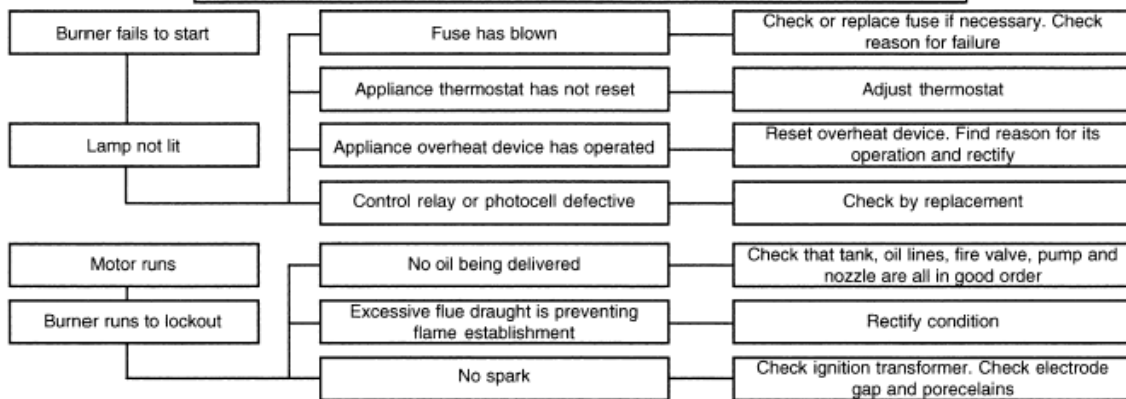 Burner fails to start
Fuse has blown
Check or replace fuse if necessary. Check
reason for failure
Appliance thermostat has not reset
Adjust thermostat
Lamp not lit
Appliance overheat device has operated
Reset overheat device. Find reason for its
operation and rectify
Control relay or photocell defective
Check by replacement
Motor runs
No oil being delivered
Check that tank, oil lines, fire valve, pump and
nozzle are all in good order
Burner runs to lockout
Excessive flue draught is preventing
flame establishment
Rectify condition
No spark
Check ignition transformer. Check electrode
gap and porecelains